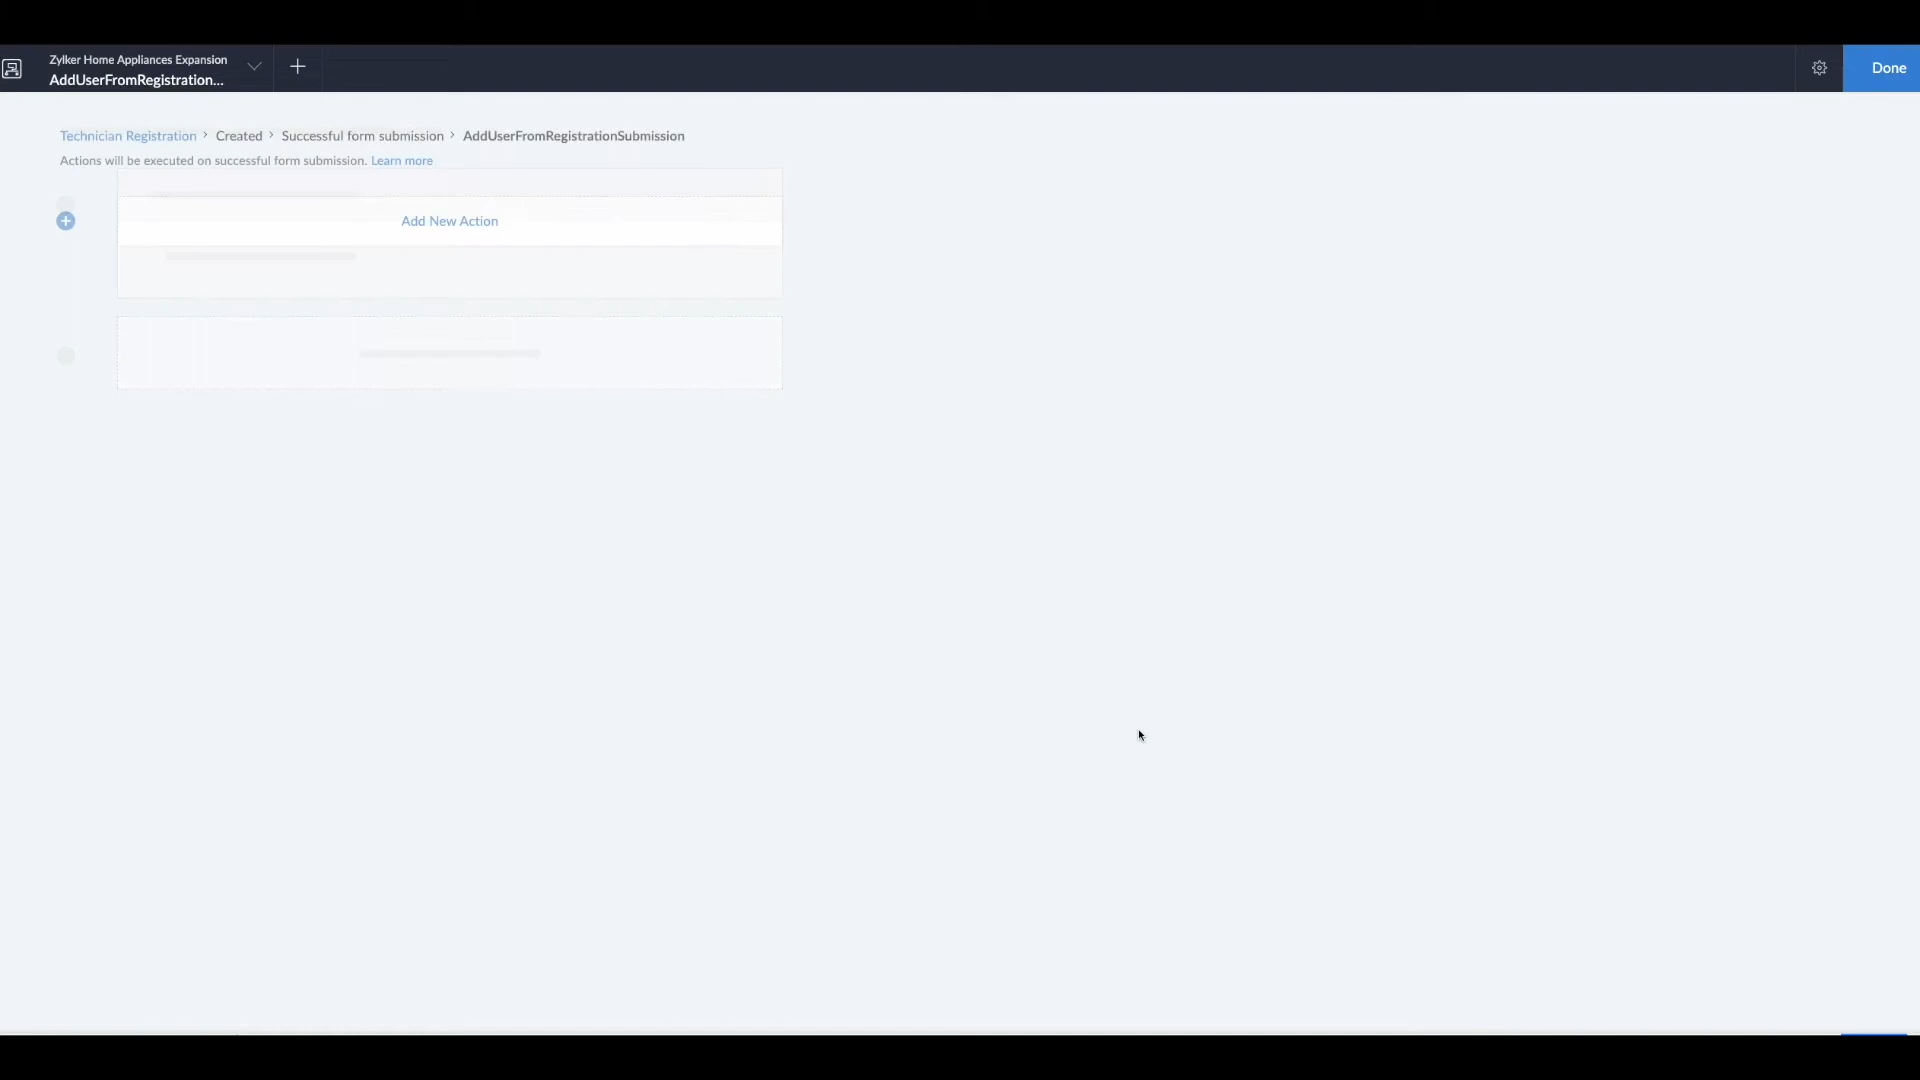 Zylker Home Appliances Expansion
AddUserFromRegistration...
Done
Technician Registration > Created > Successful form submission > AddUserFromRegistrationSubmission
Actions will be executed on successful form submission. Learn more
Add New Action